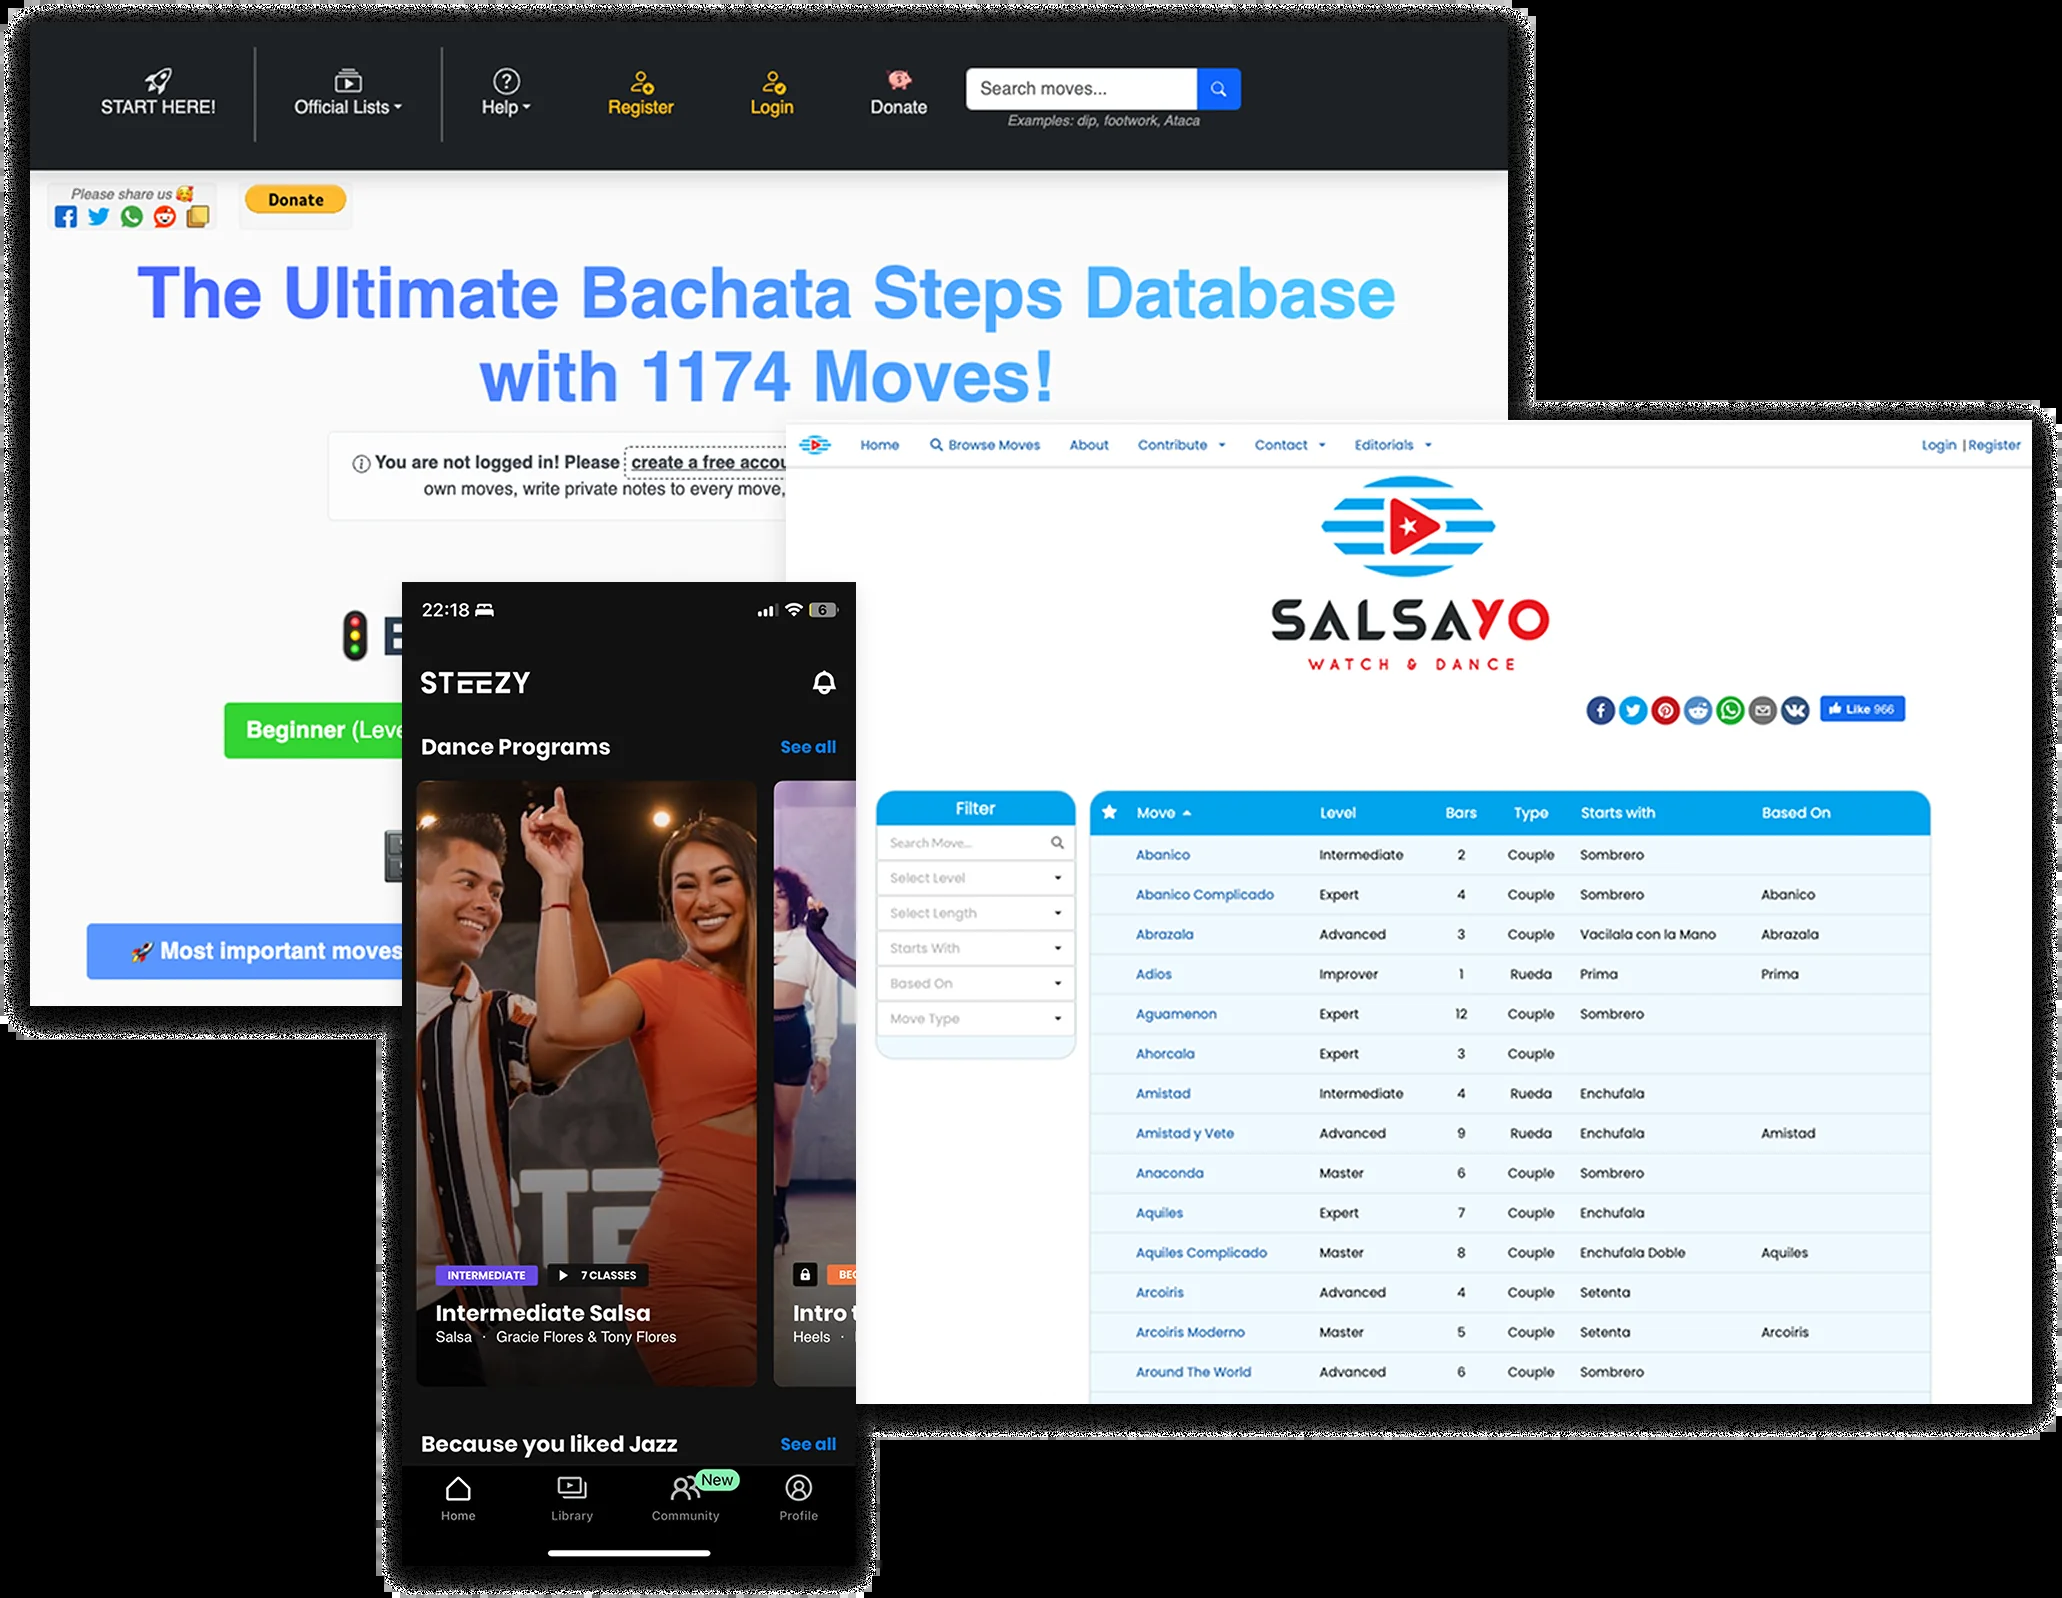 START HERE!
Official Lists
Help
Register
Login
Donate
Search moves...
Examples: dip, footwork, Ataca
Please share us
Donate
The Ultimate Bachata Steps Database
with 1174 Moves!
You are not logged in! Please create a free accou
own moves, write private notes to every move,
Beginner (Leve
Most important moves
Home
Browse Moves
About
Contribute
Contact
Editorials
Login | Register
SALSAYO
WATCH & DANCE
Like 966
Filter
Search Move...
Select Level
Select Length
Starts With
Based On
Move Type
Move Level Bars Type Starts with Based On
Abanico Intermediate 2 Couple Sombrero
Abanico Complicado Expert 4 Couple Sombrero Abanico
Abrazala Advanced 3 Couple Vacilala con la Mano Abrazala
Adios Improver 1 Rueda Prima Prima
Aguamenon Expert 12 Couple Sombrero
Ahorcala Expert 3 Couple
Amistad Intermediate 4 Rueda Enchufala
Amistad y Vete Advanced 9 Rueda Enchufala Amistad
Anaconda Master 6 Couple Sombrero
Aquiles Expert 7 Couple Enchufala
Aquiles Complicado Master 8 Couple Enchufala Doble Aquiles
Arcoiris Advanced 4 Couple Setenta
Arcoiris Moderno Master 5 Couple Setenta Arcoiris
Around The World Advanced 6 Couple Sombrero
22:18
6
STEEZY
Dance Programs
See all
INTERMEDIATE
7 CLASSES
Intermediate Salsa
Salsa · Gracie Flores & Tony Flores
BEG
Intro t
Heels ·
Because you liked Jazz
See all
Home
Library
Community
New
Profile